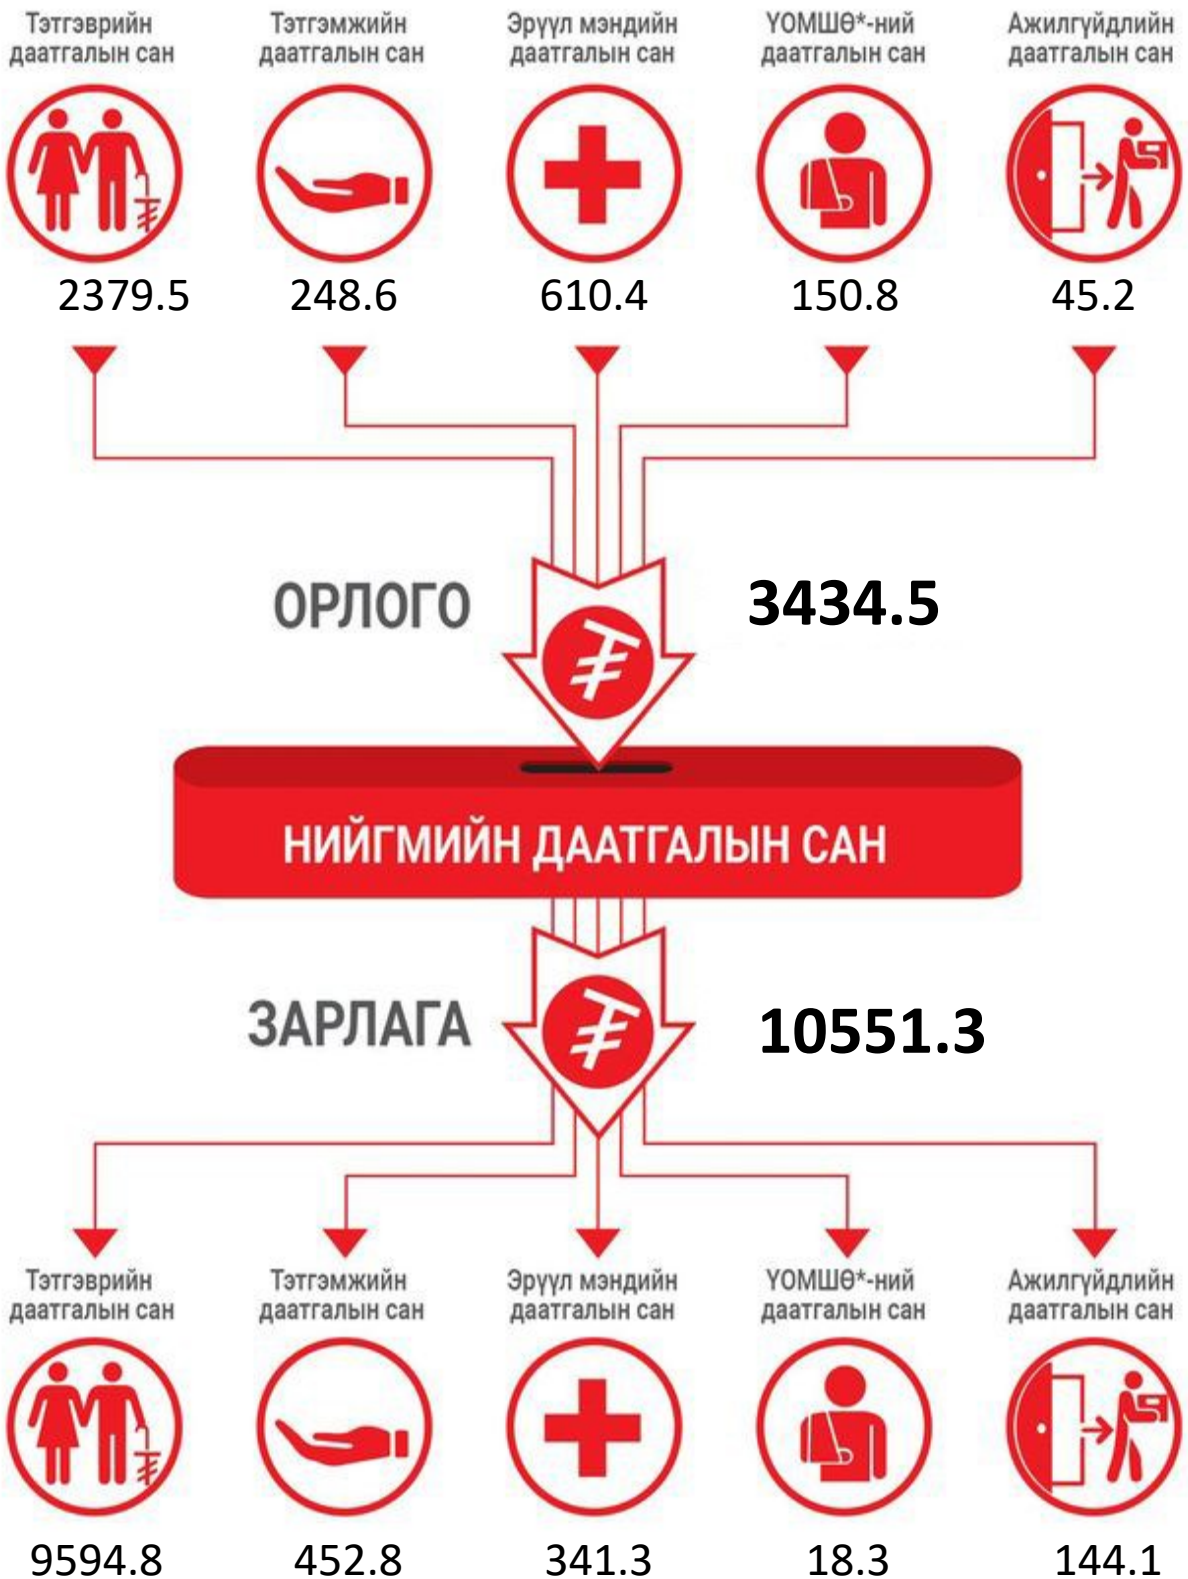 Тэтгэврийн
даатгалын сан
Тэтгэмжийн
даатгалын сан
Эрүүл мэндийн
даатгалын сан
ҮОМШӨ*-ний
даатгалын сан
Ажилгүйдлийн
даатгалын сан
2379.5
248.6
610.4
150.8
45.2
ОРЛОГО
3434.5
₮
НИЙГМИЙН ДААТГАЛЫН САН
ЗАРЛАГА
10551.3
₮
Тэтгэврийн
даатгалын сан
Тэтгэмжийн
даатгалын сан
Эрүүл мэндийн
даатгалын сан
ҮОМШӨ*-ний
даатгалын сан
Ажилгүйдлийн
даатгалын сан
9594.8
452.8
341.3
18.3
144.1